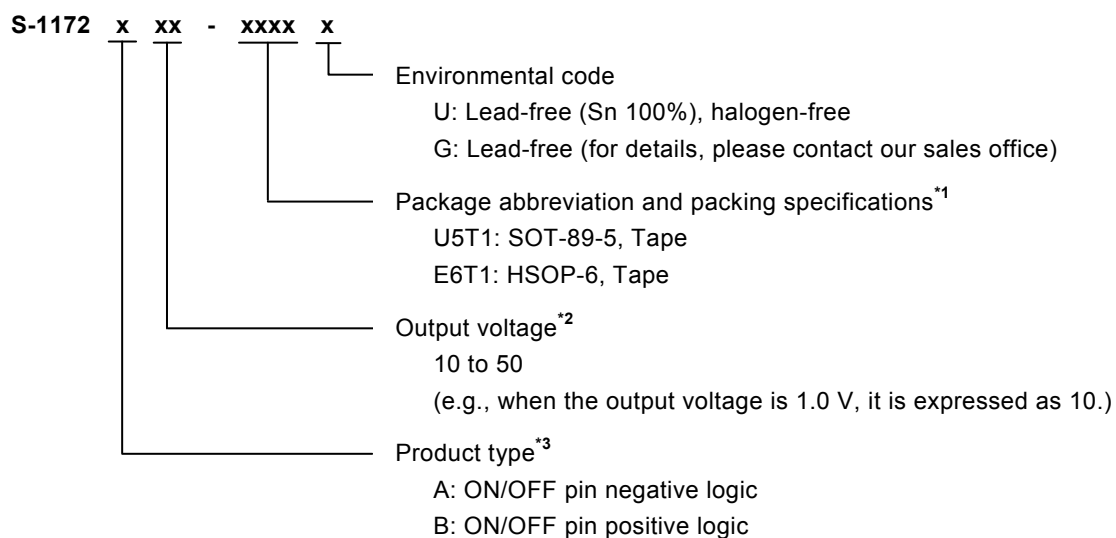 S-1172 x xx - xxxx x
Environmental code
U: Lead-free (Sn 100%), halogen-free
G: Lead-free (for details, please contact our sales office)
Package abbreviation and packing specifications*1
U5T1: SOT-89-5, Tape
E6T1: HSOP-6, Tape
Output voltage*2
10 to 50
(e.g., when the output voltage is 1.0 V, it is expressed as 10.)
Product type*3
A: ON/OFF pin negative logic
B: ON/OFF pin positive logic